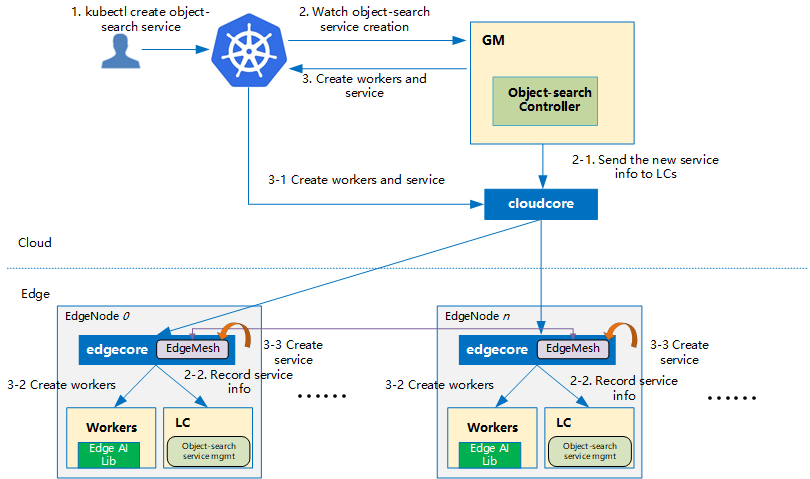 1. kubectl create object-
search service
2. Watch object-search
service creation
GM
3. Create workers and
service
Object-search
Controller
2-1. Send the new service
info to LCs
3-1 Create workers and service
cloudcore
Cloud
Edge
EdgeNode 0
edgecore
EdgeMesh
3-3 Create
service
3-2 Create workers
2-2. Record service
info
......
Workers
Edge AI
Lib
LC
Object-search
service mgmt
EdgeNode n
edgecore
EdgeMesh
3-3 Create
service
3-2 Create workers
2-2. Record service
info
......
Workers
Edge AI
Lib
LC
Object-search
service mgmt